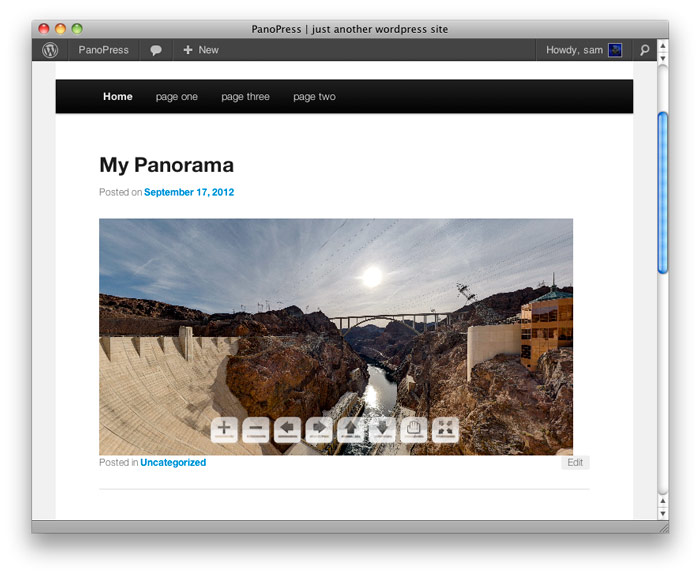 PanoPress | just another wordpress site
PanoPress
New
Howdy, sam
Home page one page three page two
My Panorama
Posted on September 17, 2012
Posted in Uncategorized
Edit